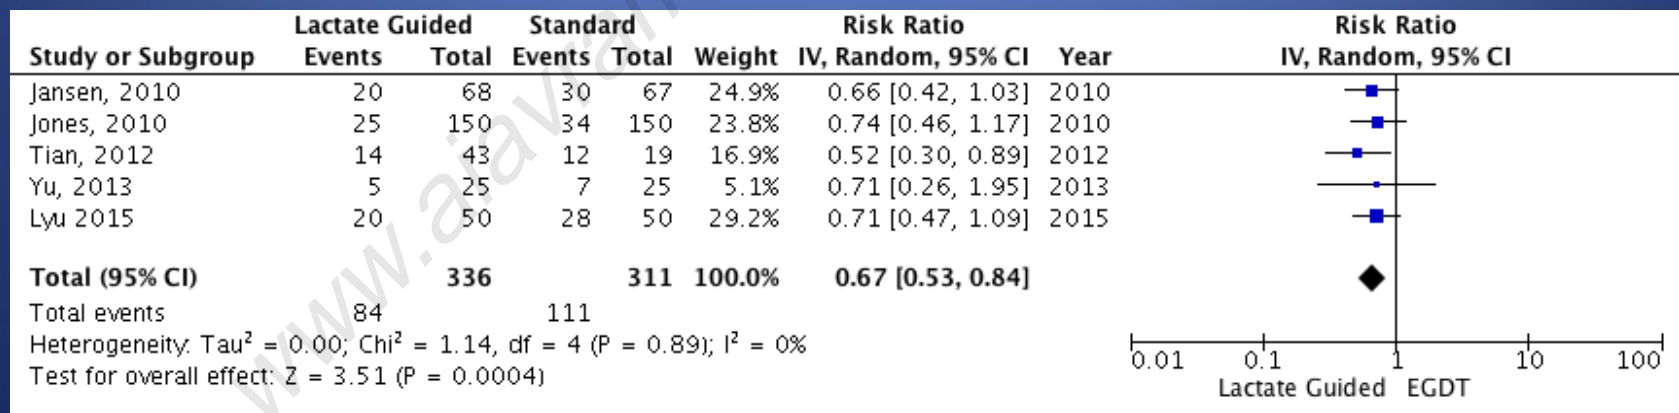 Lactate Guided Standard Risk Ratio Risk Ratio
Study or Subgroup Events Total Events Total Weight IV, Random, 95% CI Year IV, Random, 95% CI
Jansen, 2010 20 68 30 67 24.9% 0.66 [0.42, 1.03] 2010
Jones, 2010 25 150 34 150 23.8% 0.74 [0.46, 1.17] 2010
Tian, 2012 14 43 12 19 16.9% 0.52 [0.30, 0.89] 2012
Yu, 2013 5 25 7 25 5.1% 0.71 [0.26, 1.95] 2013
Lyu 2015 20 50 28 50 29.2% 0.71 [0.47, 1.09] 2015
Total (95% CI) 336 311 100.0% 0.67 [0.53, 0.84]
Total events 84 111
Heterogeneity: Tau² = 0.00; Chi² = 1.14, df = 4 (P = 0.89); I² = 0%
Test for overall effect: Z = 3.51 (P = 0.0004)
0.01 0.1 1 10 100
Lactate Guided EGDT